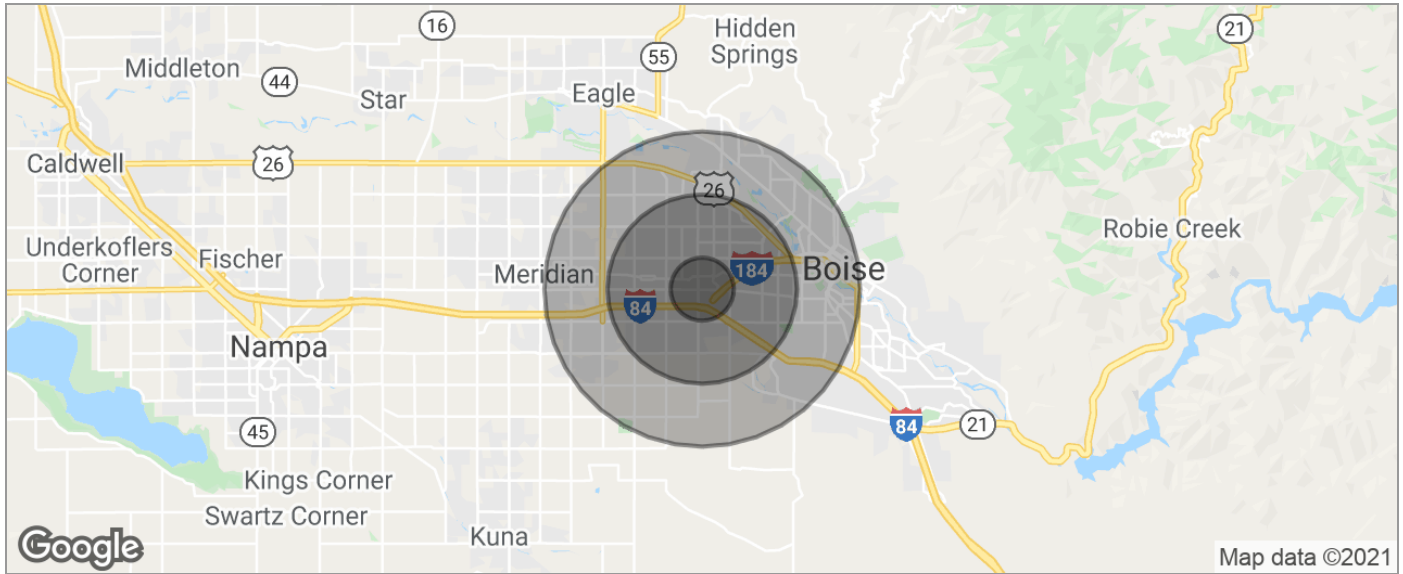 16
Hidden
Springs
21
55
Middleton
44
Star
Eagle
Caldwell
26
26
Robie Creek
Underkoflers
Corner
Fischer
Meridian
184
Boise
84
Nampa
84
21
45
Kings Corner
Swartz Corner
Kuna
Google
Map data ©2021